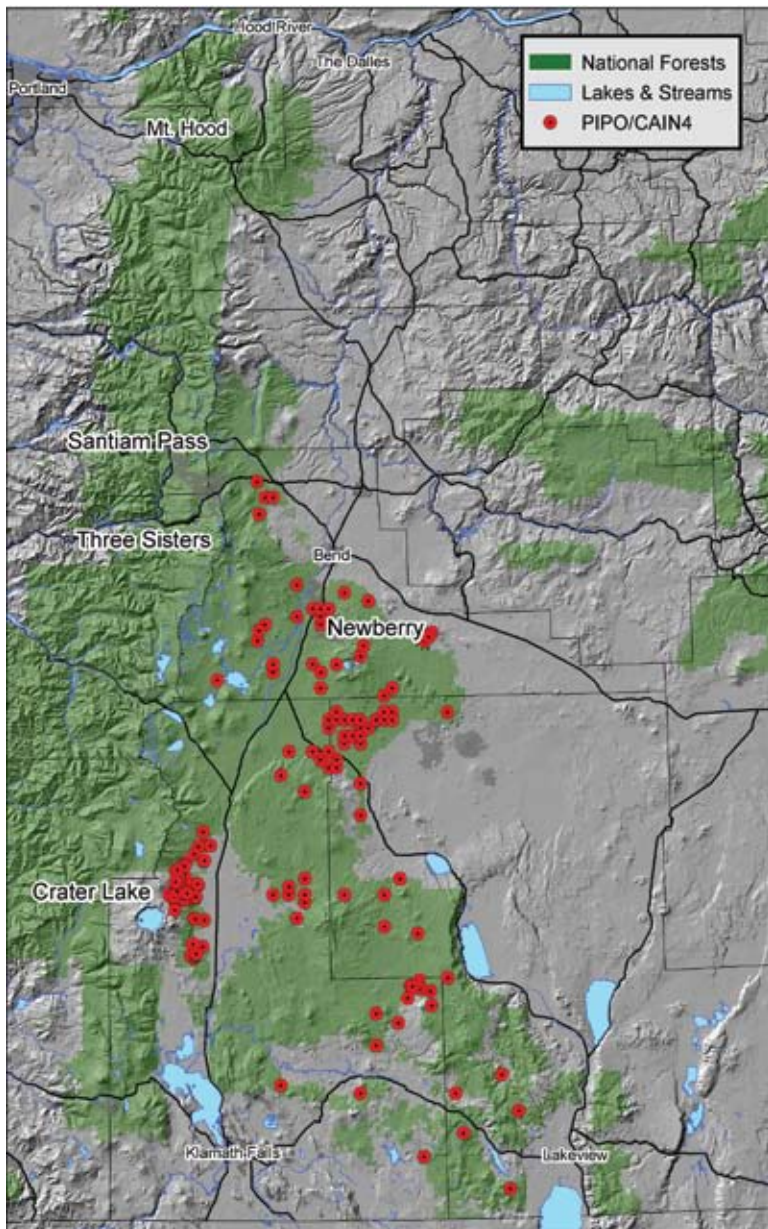 Hood River
The Dalles
Portland
Mt. Hood
National Forests
Lakes & Streams
PIPO/CAIN4
Santiam Pass
Three Sisters
Bend
Newberry
Crater Lake
Klamath Falls
Lakeview